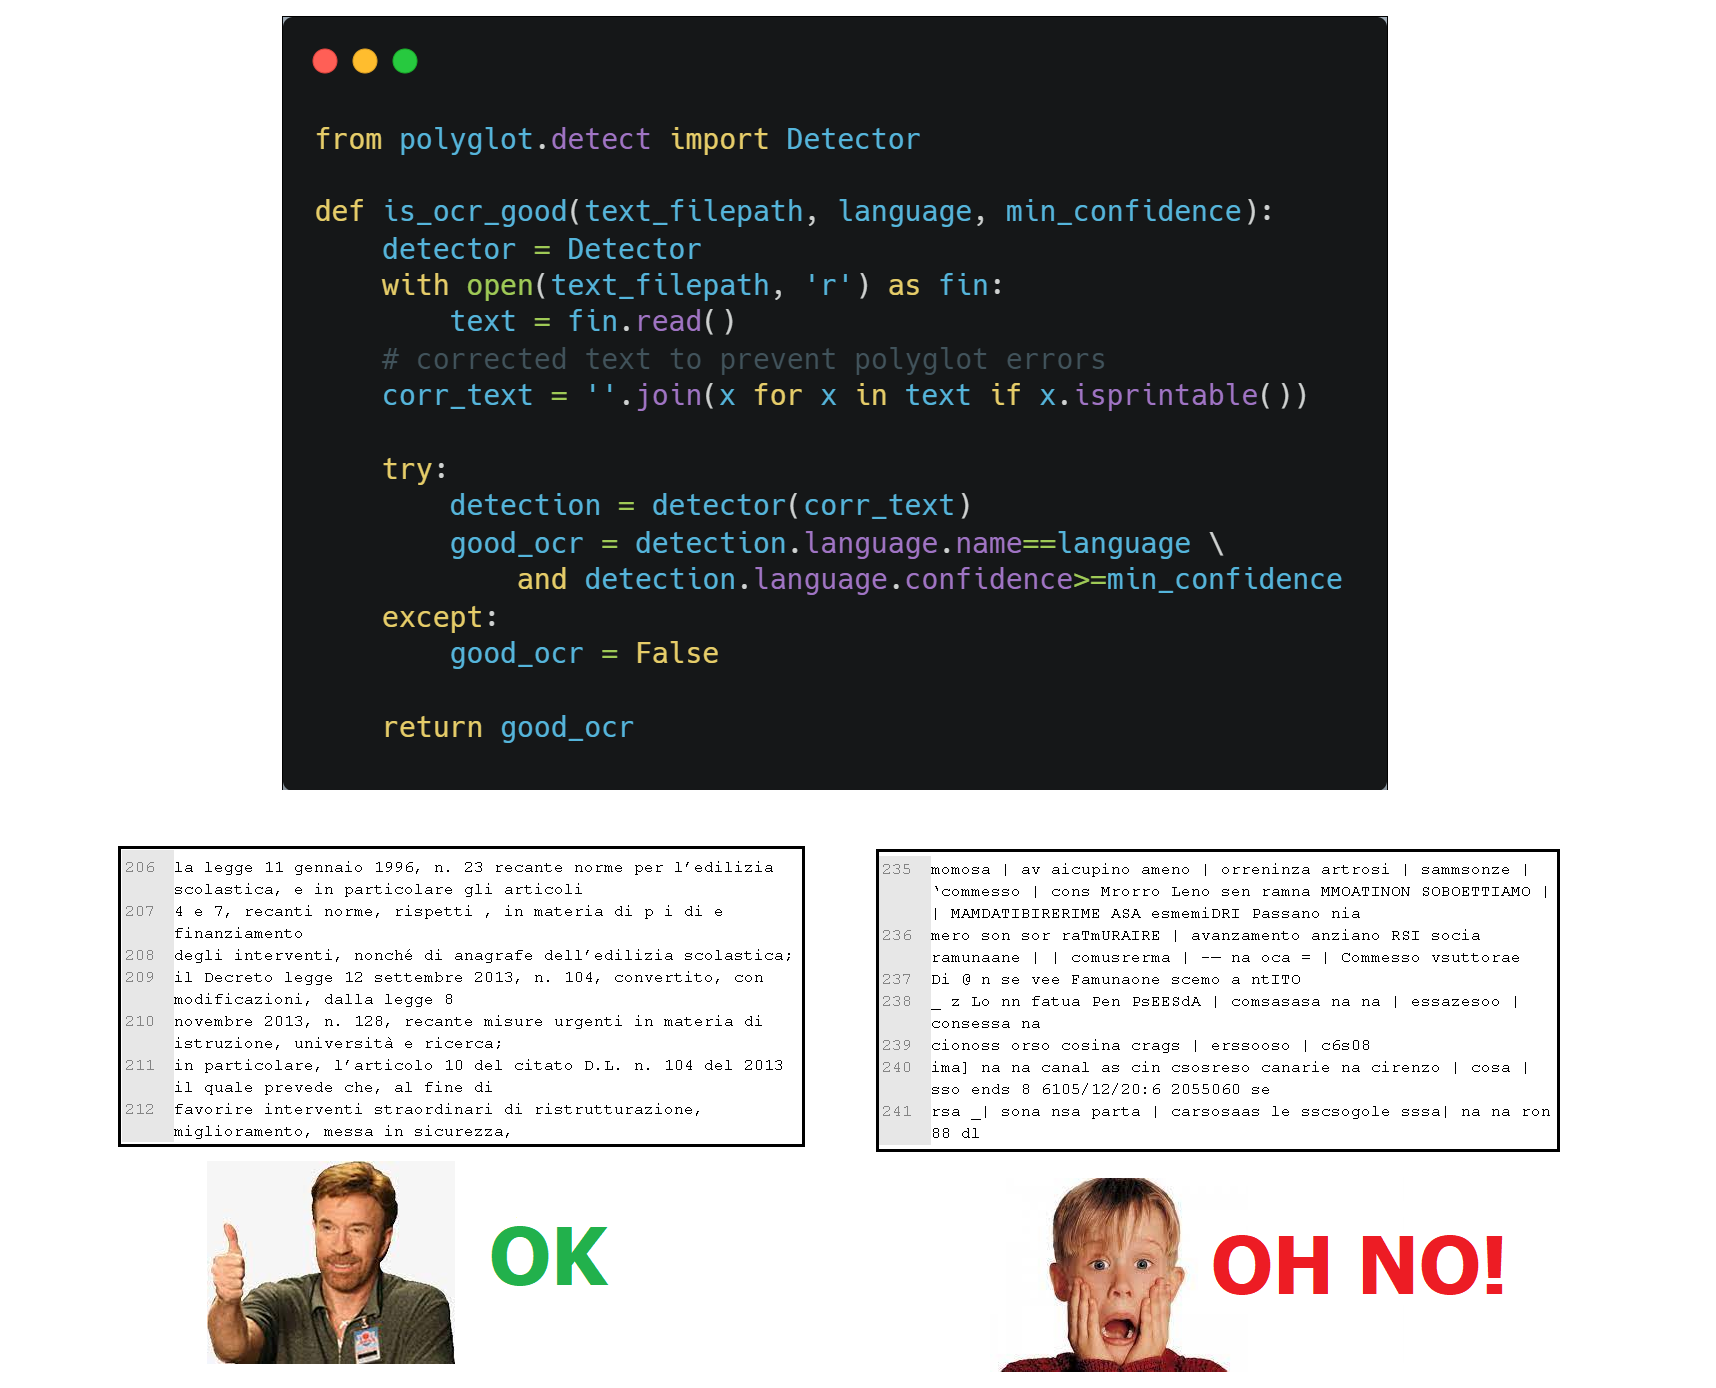 from polyglot.detect import Detector
def is_ocr_good(text_filepath, language, min_confidence):
    detector = Detector
    with open(text_filepath, 'r') as fin:
        text = fin.read()
    # corrected text to prevent polyglot errors
    corr_text = ''.join(x for x in text if x.isprintable())
    try:
        detection = detector(corr_text)
        good_ocr = detection.language.name==language \
            and detection.language.confidence>=min_confidence
    except:
        good_ocr = False
    return good_ocr
206 la legge 11 gennaio 1996, n. 23 recante norme per l'edilizia
scolastica, e in particolare gli articoli
207 4 e 7, recanti norme, rispetti , in materia di p i di e
finanziamento
208 degli interventi, nonché di anagrafe dell'edilizia scolastica;
209 il Decreto legge 12 settembre 2013, n. 104, convertito, con
modificazioni, dalla legge 8
210 novembre 2013, n. 128, recante misure urgenti in materia di
istruzione, università e ricerca;
211 in particolare, l'articolo 10 del citato D.L. n. 104 del 2013
il quale prevede che, al fine di
212 favorire interventi straordinari di ristrutturazione,
miglioramento, messa in sicurezza,
235 momosa | av aicupino ameno | orreninza artrosi | sammsonze |
‘commesso | cons Mrorro Leno sen ramna MMOATINON SOBOETTIAMO |
| MAMDATIBIRERIME ASA esmemiDRI Passano nia
236 mero son sor raTmURAIRE | avanzamento anziano RSI socia
ramunaane | | comusrerma | -— na oca = | Commesso vsuttorae
237 Di @ n se vee Famunaone scemo a ntITO
238 _ z Lo nn fatua Pen PsEESdA | comsasasa na na | essazesoo |
consessa na
239 cionoss orso cosina crags | erssooso | c6s08
240 ima] na na canal as cin csosreso canarie na cirenzo | cosa |
sso ends 8 6105/12/20:6 2055060 se
241 rsa _| sona nsa parta | carsosaas le sscsogole sssa| na na ron
88 dl
OK
OH NO!